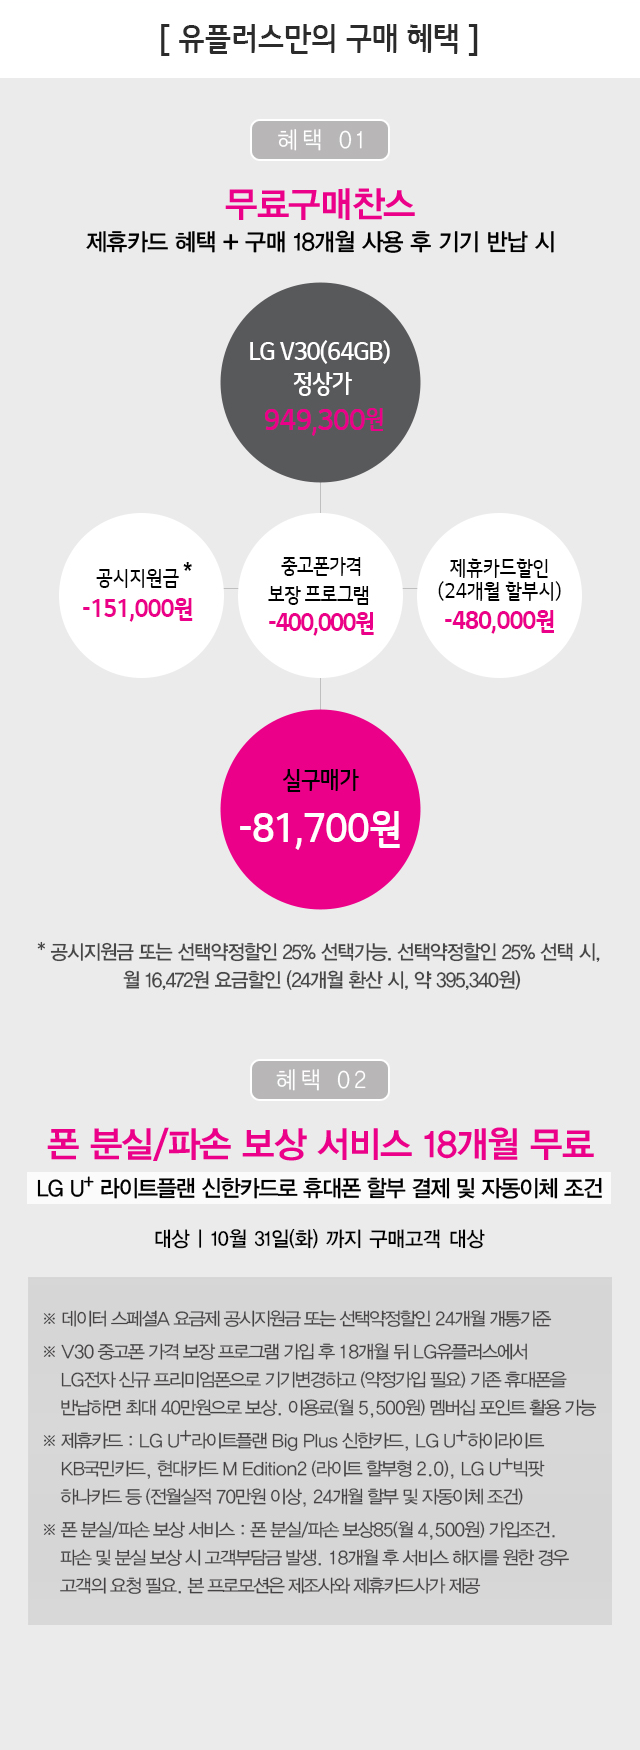 [ 유플러스만의 구매 혜택 ]
혜택 01
무료구매찬스
제휴카드 혜택 + 구매 18개월 사용 후 기기 반납 시
LG V30(64GB)
정상가
949,300원
공시지원금 *
-151,000원
중고폰가격
보장 프로그램
-400,000원
제휴카드할인
(24개월 할부시)
-480,000원
실구매가
-81,700원
* 공시지원금 또는 선택약정할인 25% 선택가능. 선택약정할인 25% 선택 시,
월 16,472원 요금할인 (24개월 환산 시, 약 395,340원)
혜택 02
폰 분실/파손 보상 서비스 18개월 무료
LG U+ 라이트플랜 신한카드로 휴대폰 할부 결제 및 자동이체 조건
대상 | 10월 31일(화) 까지 구매고객 대상
※ 데이터 스페셜A 요금제 공시지원금 또는 선택약정할인 24개월 개통기준
※ V30 중고폰 가격 보장 프로그램 가입 후 18개월 뒤 LG유플러스에서
LG전자 신규 프리미엄폰으로 기기변경하고 (약정가입 필요) 기존 휴대폰을
반납하면 최대 40만원으로 보상. 이용료(월 5,500원) 멤버십 포인트 활용 가능
※ 제휴카드 : LG U+라이트플랜 Big Plus 신한카드, LG U+하이라이트
KB국민카드, 현대카드 M Edition2 (라이트 할부형 2.0), LG U+빅팟
하나카드 등 (전월실적 70만원 이상, 24개월 할부 및 자동이체 조건)
※ 폰 분실/파손 보상 서비스 : 폰 분실/파손 보상85(월 4,500원) 가입조건.
파손 및 분실 보상 시 고객부담금 발생. 18개월 후 서비스 해지를 원한 경우
고객의 요청 필요. 본 프로모션은 제조사와 제휴카드사가 제공